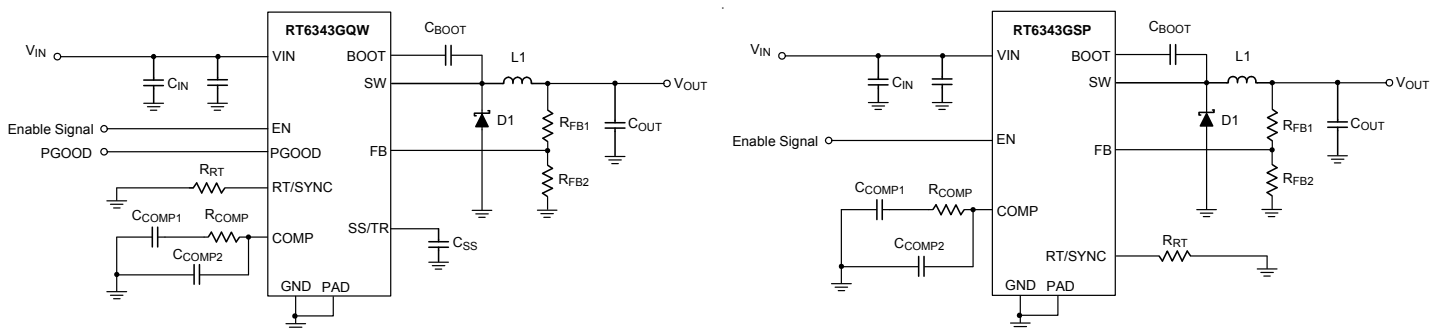 RT6343GQW
VIN
CIN
Enable Signal
PGOOD
RRT
CCOMP1
RCOMP
CCOMP2
VIN
EN
PGOOD
RT/SYNC
COMP
GND
PAD
BOOT
SW
FB
SS/TR
CBOOT
L1
D1
RFB1
RFB2
COUT
VOUT
CSS
RT6343GSP
VIN
CIN
Enable Signal
CCOMP1
RCOMP
CCOMP2
VIN
EN
COMP
GND
PAD
BOOT
SW
FB
RT/SYNC
CBOOT
L1
D1
RFB1
RFB2
COUT
VOUT
RRT